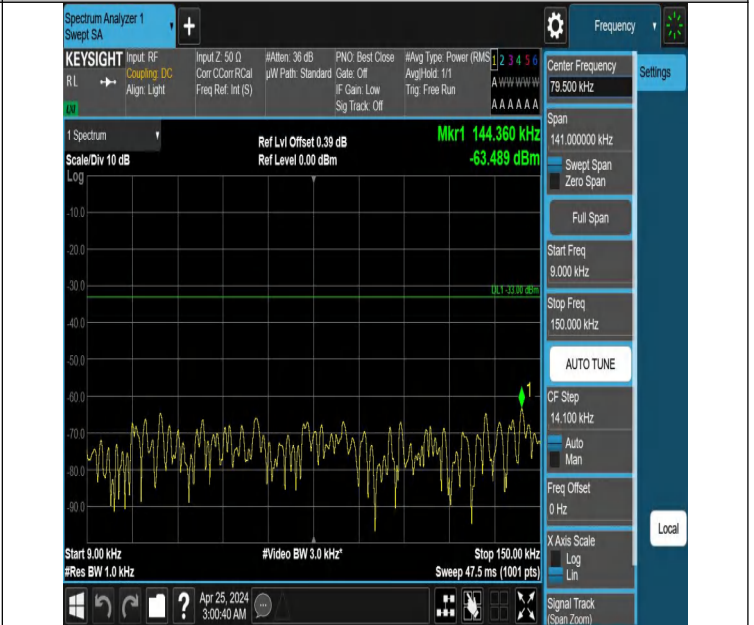 Spectrum Analyzer 1
Swept SA
Frequency
KEYSIGHT
RL
Input: RF
Coupling: DC
Align: Light
Input Z: 50 Ω
Corr CCorr RCal
Freq Ref: Int (S)
#Atten: 36 dB
µW Path: Standard
PNO: Best Close
Gate: Off
IF Gain: Low
Sig Track: Off
#Avg Type: Power (RMS
Avg|Hold: 1/1
Trig: Free Run
1 2 3 4 5 6
A W W W W W
A A A A A A
1 Spectrum
Scale/Div 10 dB
Ref Lvl Offset 0.39 dB
Ref Level 0.00 dBm
Mkr1 144.360 kHz
-63.489 dBm
Log
-10.0
-20.0
-30.0
-40.0
-50.0
-60.0
-70.0
-80.0
-90.0
DL1 -33.00 dBm
1
Start 9.00 kHz
#Res BW 1.0 kHz
#Video BW 3.0 kHz*
Stop 150.00 kHz
Sweep 47.5 ms (1001 pts)
Center Frequency
79.500 kHz
Settings
Span
141.000000 kHz
Swept Span
Zero Span
Full Span
Start Freq
9.000 kHz
Stop Freq
150.000 kHz
AUTO TUNE
CF Step
14.100 kHz
Auto
Man
Freq Offset
0 Hz
X Axis Scale
Log
Lin
Local
Signal Track
(Span Zoom)
?
Apr 25, 2024
3:00:40 AM